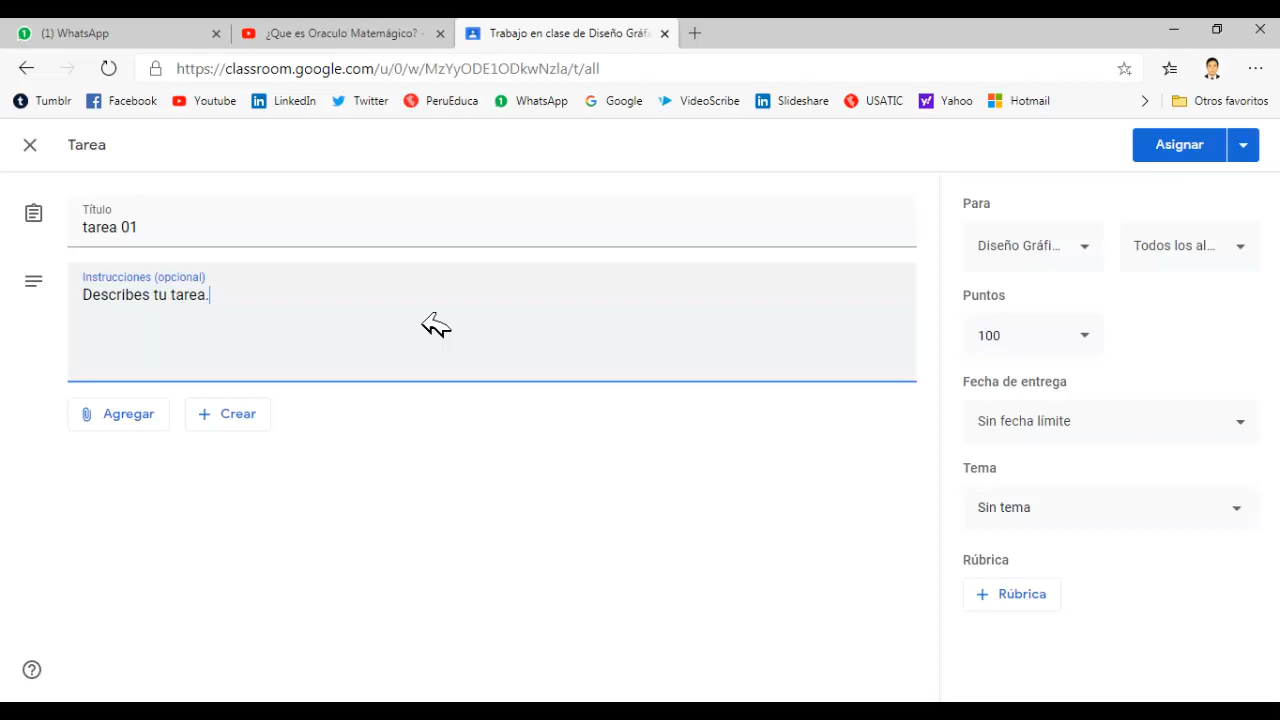 (1) WhatsApp
¿Que es Oraculo Matemágico? -
Trabajo en clase de Diseño Gráfi
https://classroom.google.com/u/0/w/MzYyODE1ODkwNzIa/t/all
Tumblr Facebook Youtube LinkedIn Twitter PeruEduca WhatsApp Google VideoScribe Slideshare USATIC Yahoo Hotmail Otros favoritos
Tarea
Asignar
Título
tarea 01
Instrucciones (opcional)
Describes tu tarea.
Agregar
Crear
Para
Diseño Gráfi...
Todos los al...
Puntos
100
Fecha de entrega
Sin fecha límite
Tema
Sin tema
Rúbrica
+ Rúbrica